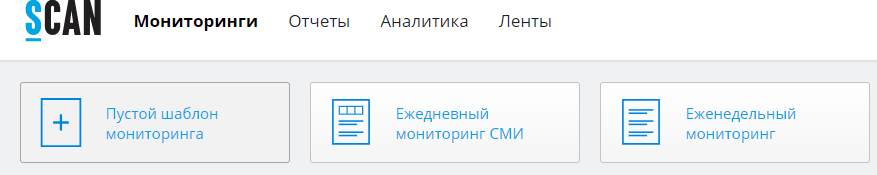 SCAN Мониторинги Отчеты Аналитика Ленты
Пустой шаблон
мониторинга
Ежедневный
мониторинг СМИ
Еженедельный
мониторинг